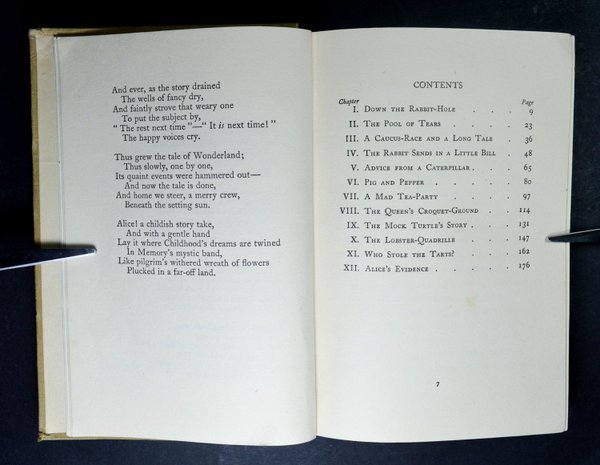 And ever, as the story drained
The wells of fancy dry,
And faintly strove that weary one
To put the subject by,
"The rest next time"—"It is next time!"
The happy voices cry.
Thus grew the tale of Wonderland;
Thus slowly, one by one,
Its quaint events were hammered out—
And now the tale is done,
And home we steer, a merry crew,
Beneath the setting sun.
Alice! a childish story take,
And with a gentle hand
Lay it where Childhood's dreams are twined
In Memory's mystic band,
Like pilgrim's withered wreath of flowers
Plucked in a far-off land.
CONTENTS
Chapter Page
I. Down the Rabbit-Hole . . . 9
II. The Pool of Tears . . . 23
III. A Caucus-Race and a Long Tale . 36
IV. The Rabbit Sends in a Little Bill . 48
V. Advice from a Caterpillar . . 65
VI. Pig and Pepper . . . . . 80
VII. A Mad Tea-Party . . . . 97
VIII. The Queen's Croquet-Ground . . 114
IX. The Mock Turtle's Story . . . 131
X. The Lobster-Quadrille . . . 147
XI. Who Stole the Tarts? . . . 162
XII. Alice's Evidence . . . . . 176
7